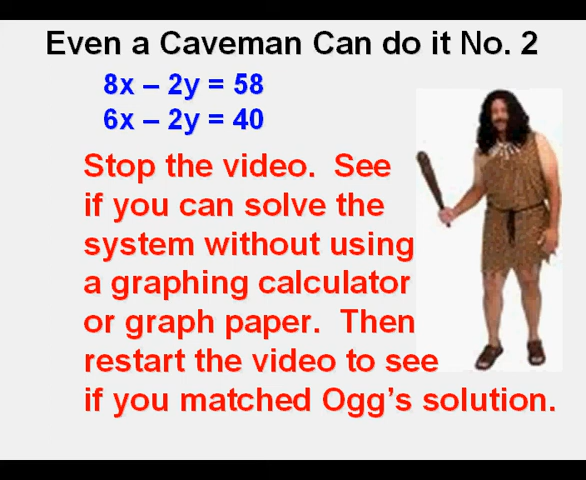 Even a Caveman Can do it No. 2
8x – 2y = 58
6x – 2y = 40
Stop the video. See
if you can solve the
system without using
a graphing calculator
or graph paper. Then
restart the video to see
if you matched Ogg's solution.